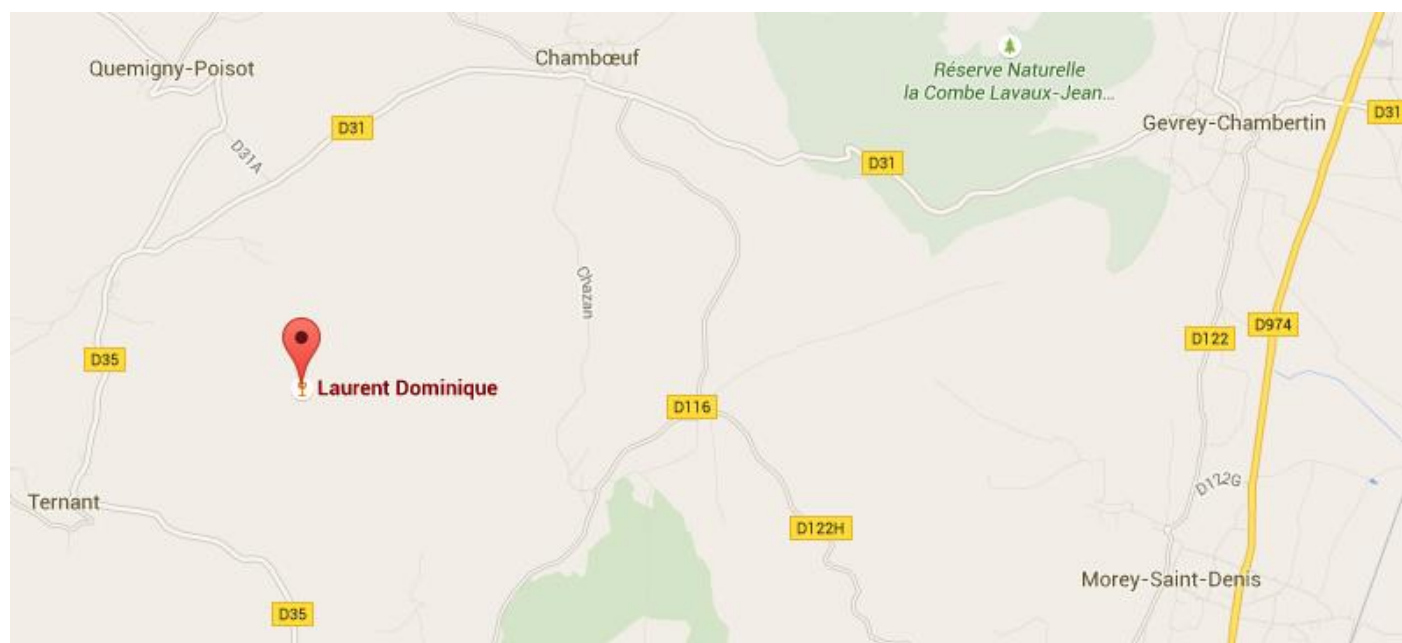 Chambœuf
Quemigny-Poisot
Réserve Naturelle
la Combe Lavaux-Jean...
D31
Gevrey-Chambertin
D31
D31A
D31
Chazan
D974
D122
D35
Laurent Dominique
D116
D122G
Ternant
D122H
Morey-Saint-Denis
D35